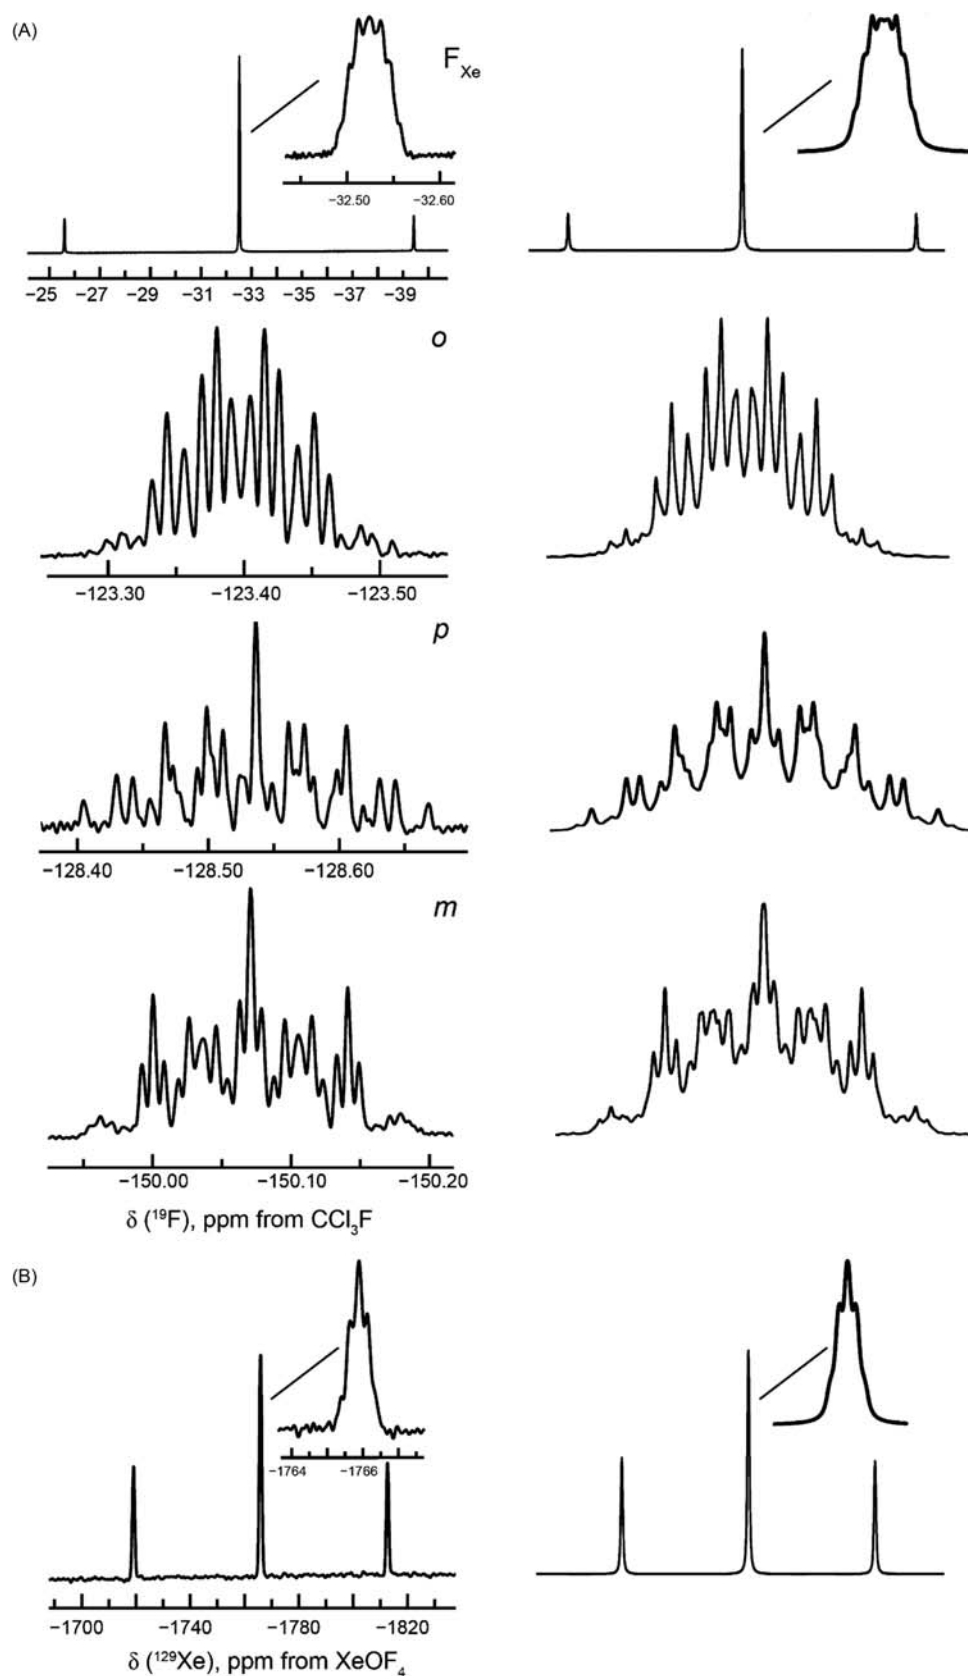 (A)
F_Xe
−32.50 −32.60
−25 −27 −29 −31 −33 −35 −37 −39
o
−123.30 −123.40 −123.50
p
−128.40 −128.50 −128.60
m
−150.00 −150.10 −150.20
δ (¹⁹F), ppm from CCl₃F
(B)
−1764 −1766
−1700 −1740 −1780 −1820
δ (¹²⁹Xe), ppm from XeOF₄